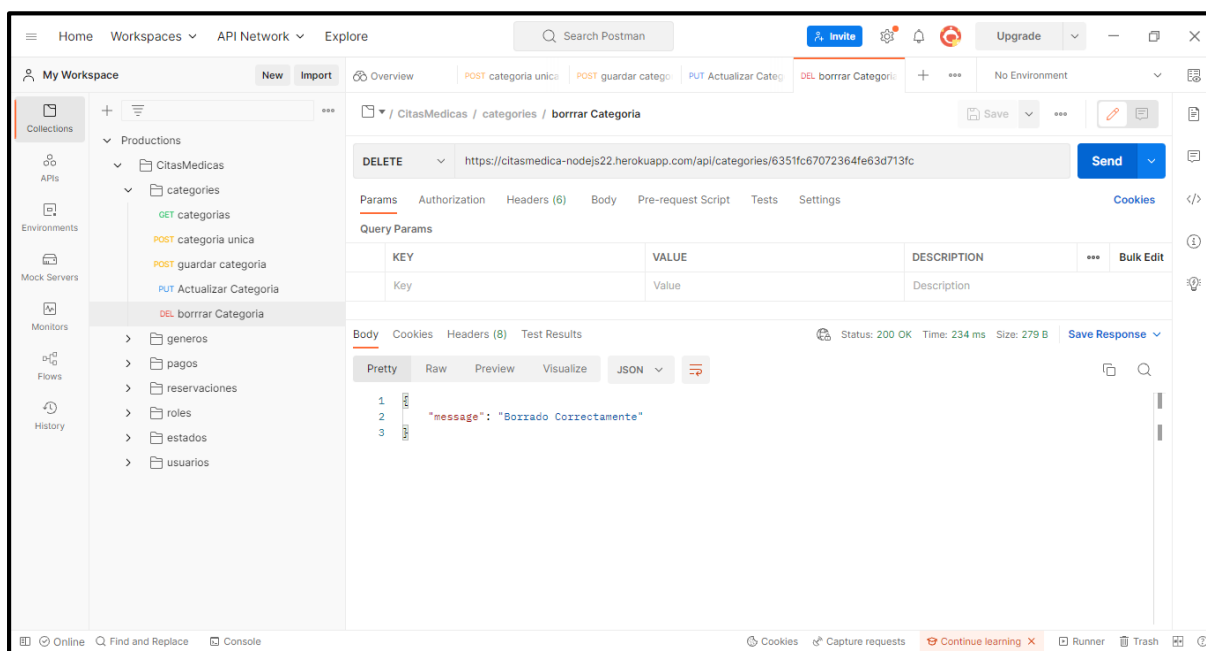 Home Workspaces API Network Explore Search Postman Invite Upgrade
My Workspace New Import Overview POST categoria unica POST guardar catego PUT Actualizar Categ DEL borrrar Categoria No Environment
Collections
APIs
Environments
Mock Servers
Monitors
Flows
History
Productions
CitasMedicas
categories
GET categorias
POST categoria unica
POST guardar categoria
PUT Actualizar Categoria
DEL borrrar Categoria
generos
pagos
reservaciones
roles
estados
usuarios
/ CitasMedicas / categories / borrrar Categoria Save
DELETE https://citasmedica-nodejs22.herokuapp.com/api/categories/6351fc67072364fe63d713fc Send
Params Authorization Headers (6) Body Pre-request Script Tests Settings Cookies
Query Params
KEY VALUE DESCRIPTION Bulk Edit
Key Value Description
Body Cookies Headers (8) Test Results Status: 200 OK Time: 234 ms Size: 279 B Save Response
Pretty Raw Preview Visualize JSON
1 {
2 "message": "Borrado Correctamente"
3 }
Online Find and Replace Console Cookies Capture requests Continue learning Runner Trash